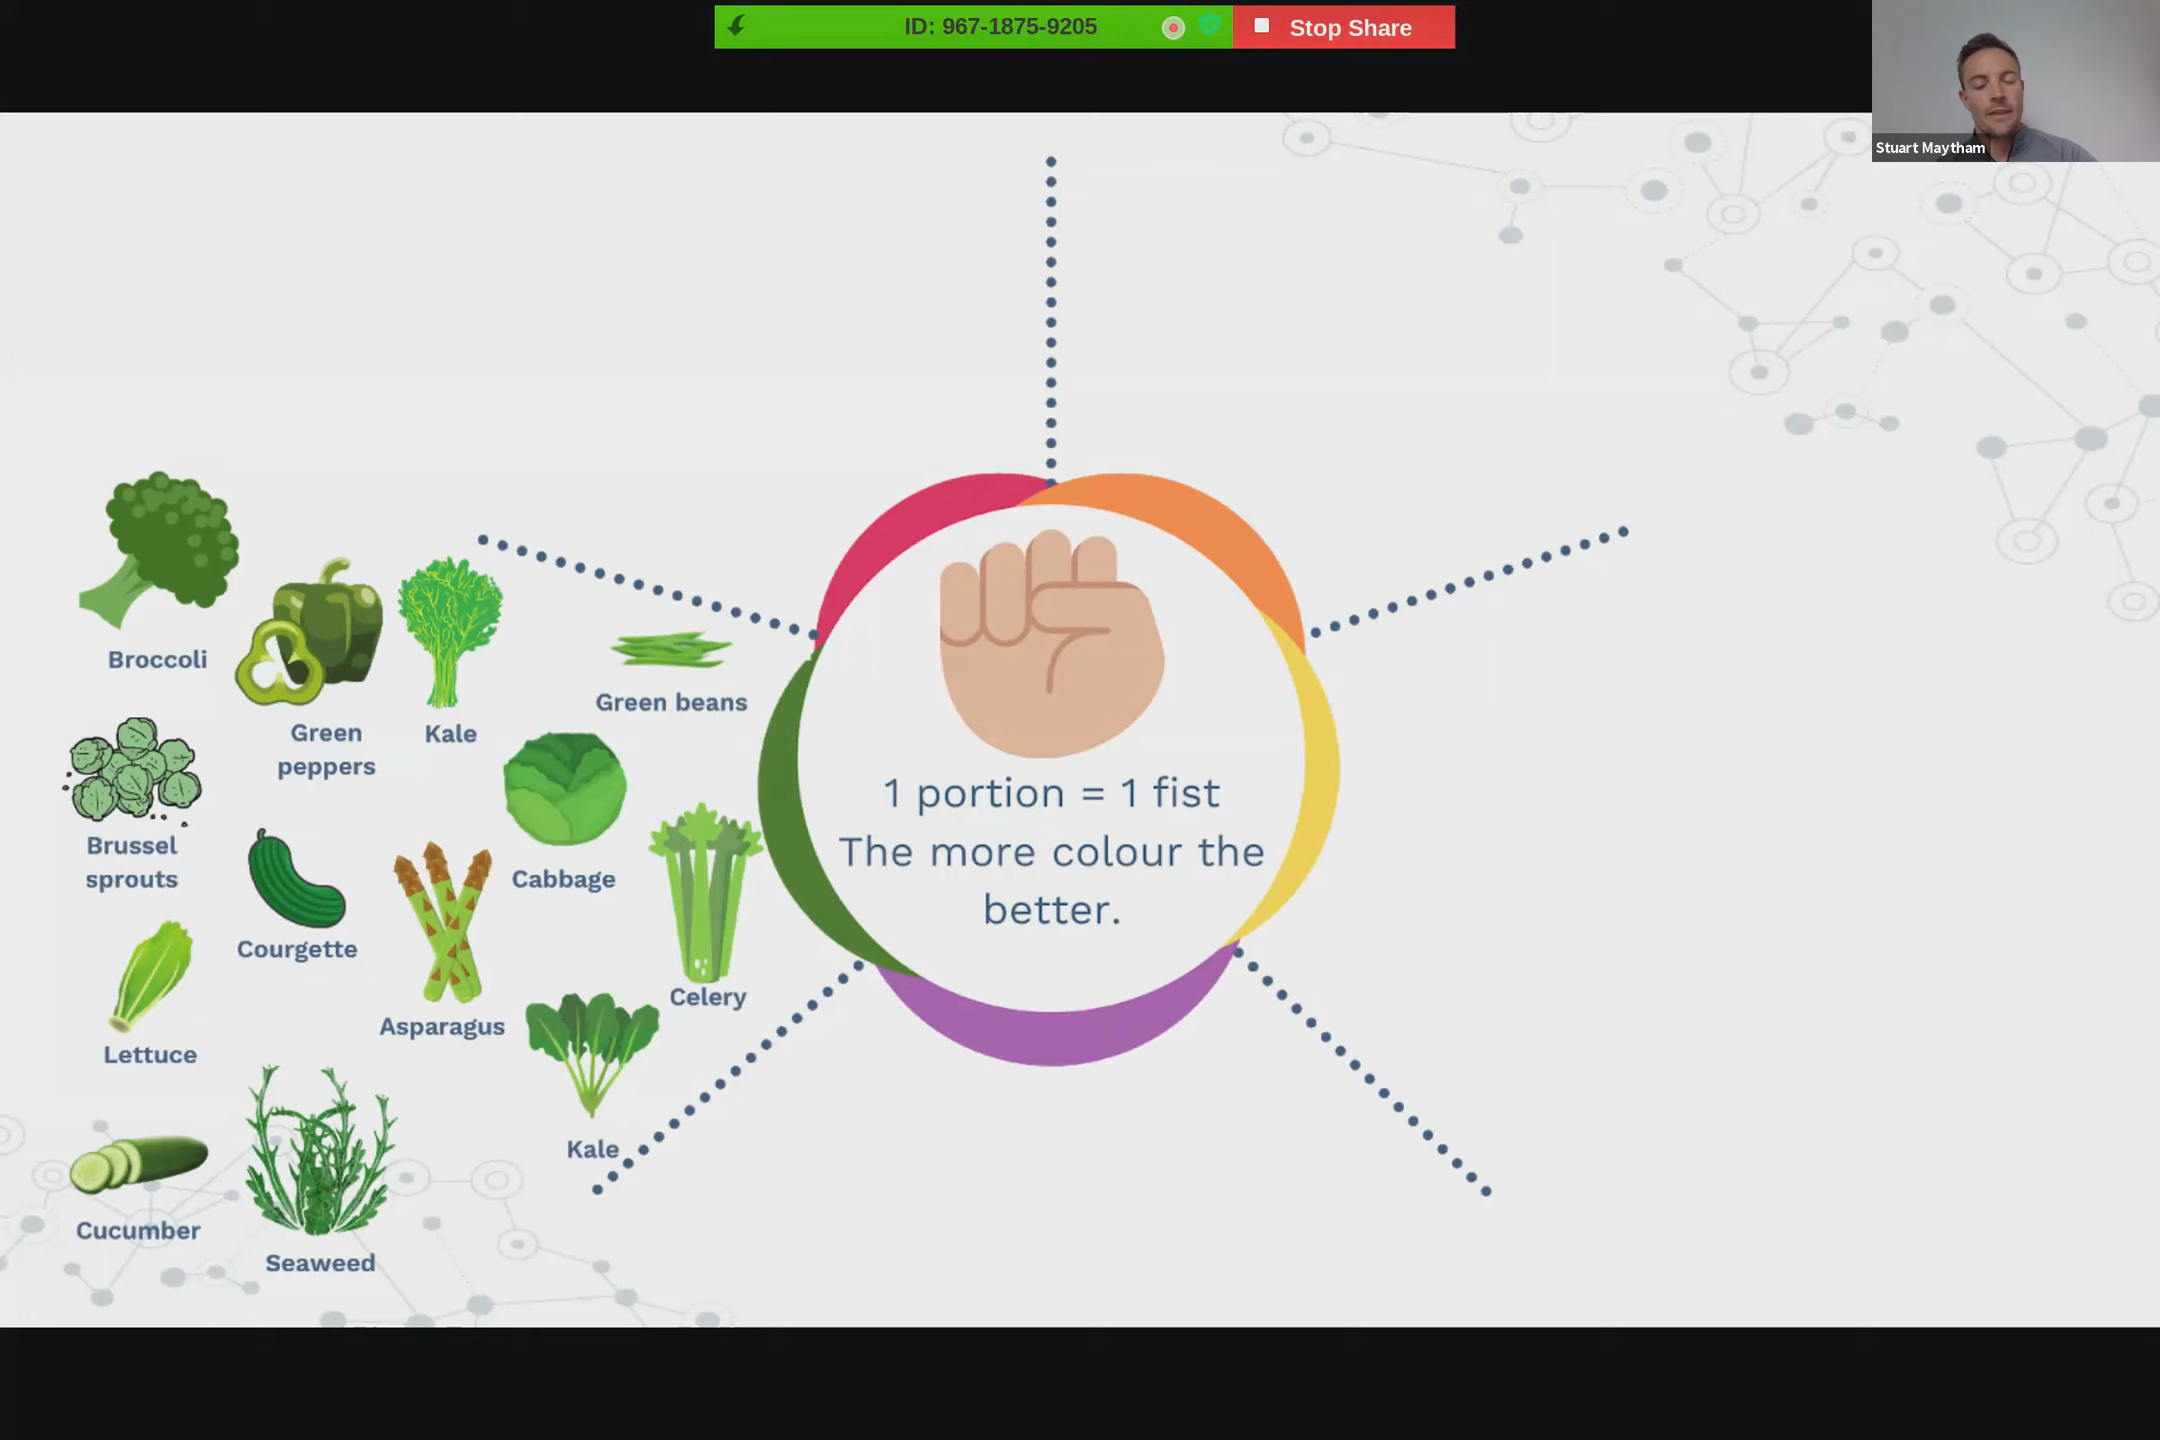 ID: 967-1875-9205
Stop Share
Stuart Maytham
Broccoli
Green
peppers
Kale
Green beans
Brussel
sprouts
Courgette
Asparagus
Cabbage
Celery
Lettuce
Kale
Cucumber
Seaweed
1 portion = 1 fist
The more colour the
better.